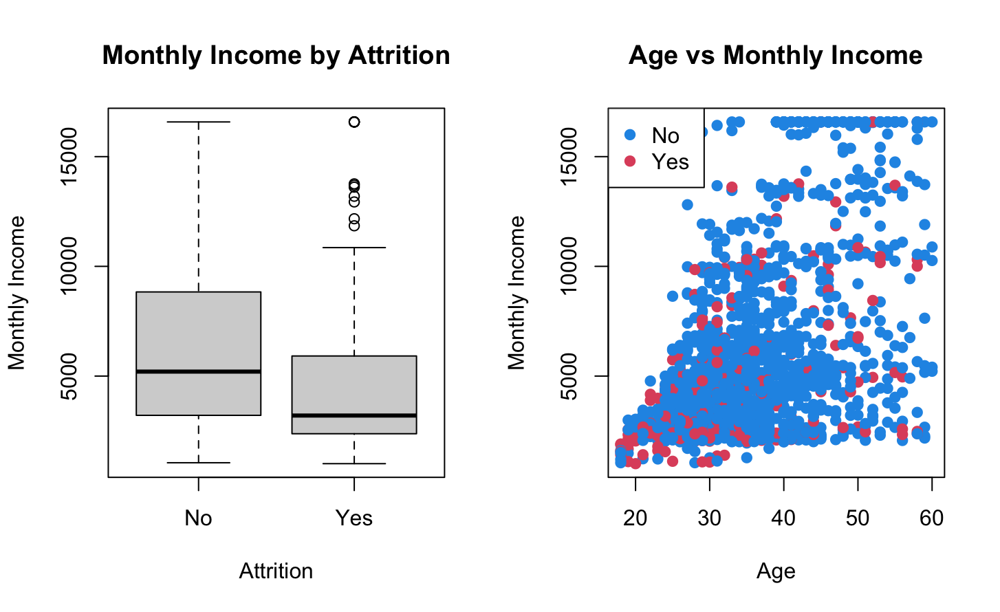 Monthly Income by Attrition
Monthly Income
5000
10000
15000
No
Yes
Attrition
Age vs Monthly Income
Monthly Income
5000
10000
15000
No
Yes
20 30 40 50 60
Age